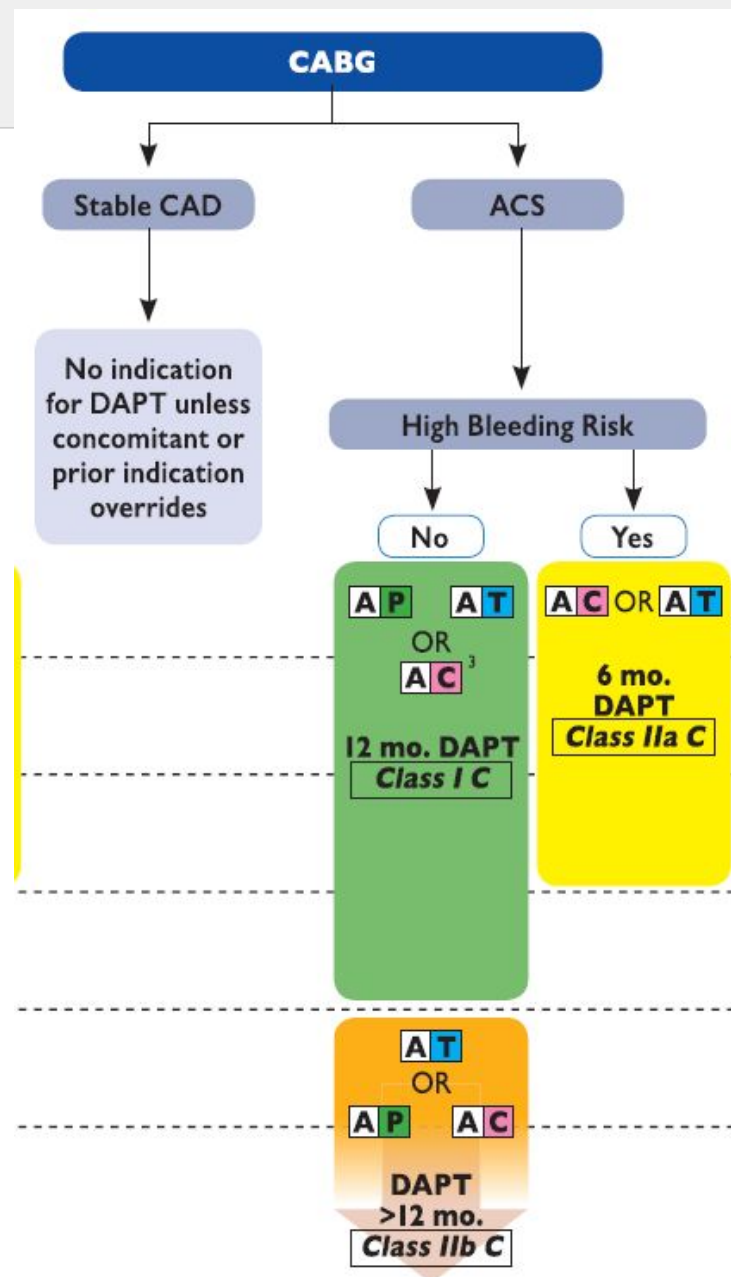 CABG
Stable CAD
ACS
No indication
for DAPT unless
concomitant or
prior indication
overrides
High Bleeding Risk
No
Yes
A P A T
OR
A C 3
12 mo. DAPT
Class I C
A C OR A T
6 mo.
DAPT
Class IIa C
A T
OR
A P A C
DAPT
>12 mo.
Class IIb C